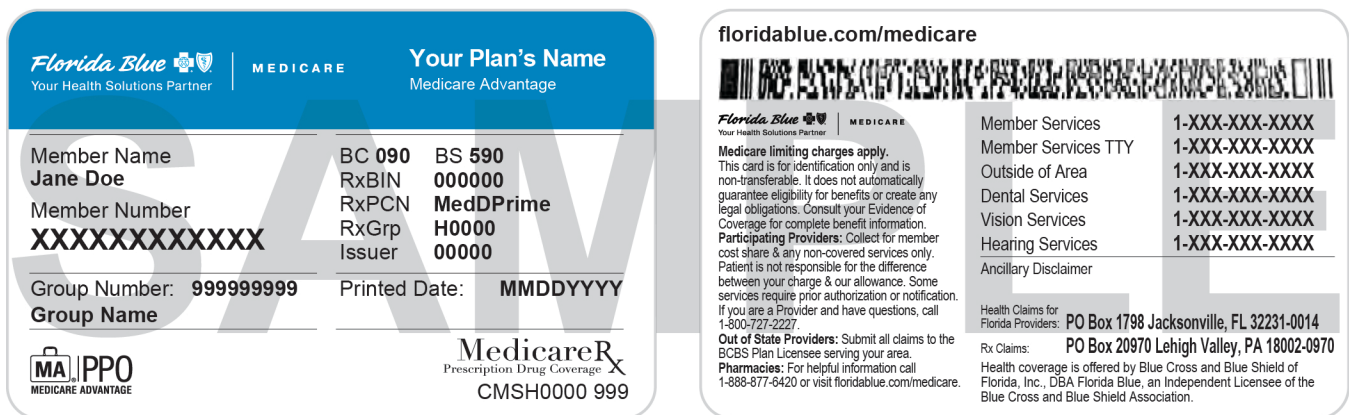 Florida Blue
Your Health Solutions Partner
MEDICARE
Your Plan's Name
Medicare Advantage
Member Name
Jane Doe
Member Number
XXXXXXXXXXXX
BC 090 BS 590
RxBIN 000000
RxPCN MedDPrime
RxGrp H0000
Issuer 00000
Group Number: 999999999
Group Name
Printed Date: MMDDYYYY
MA PPO
MEDICARE ADVANTAGE
MedicareRx
Prescription Drug Coverage
CMSH0000 999
SAMPLE
floridablue.com/medicare
Florida Blue
Your Health Solutions Partner
MEDICARE
Medicare limiting charges apply.
This card is for identification only and is
non-transferable. It does not automatically
guarantee eligibility for benefits or create any
legal obligations. Consult your Evidence of
Coverage for complete benefit information.
Participating Providers: Collect for member
cost share & any non-covered services only.
Patient is not responsible for the difference
between your charge & our allowance. Some
services require prior authorization or notification.
If you are a Provider and have questions, call
1-800-727-2227.
Out of State Providers: Submit all claims to the
BCBS Plan Licensee serving your area.
Pharmacies: For helpful information call
1-888-877-6420 or visit floridablue.com/medicare.
Member Services 1-XXX-XXX-XXXX
Member Services TTY 1-XXX-XXX-XXXX
Outside of Area 1-XXX-XXX-XXXX
Dental Services 1-XXX-XXX-XXXX
Vision Services 1-XXX-XXX-XXXX
Hearing Services 1-XXX-XXX-XXXX
Ancillary Disclaimer
Health Claims for
Florida Providers: PO Box 1798 Jacksonville, FL 32231-0014
Rx Claims: PO Box 20970 Lehigh Valley, PA 18002-0970
Health coverage is offered by Blue Cross and Blue Shield of
Florida, Inc., DBA Florida Blue, an Independent Licensee of the
Blue Cross and Blue Shield Association.